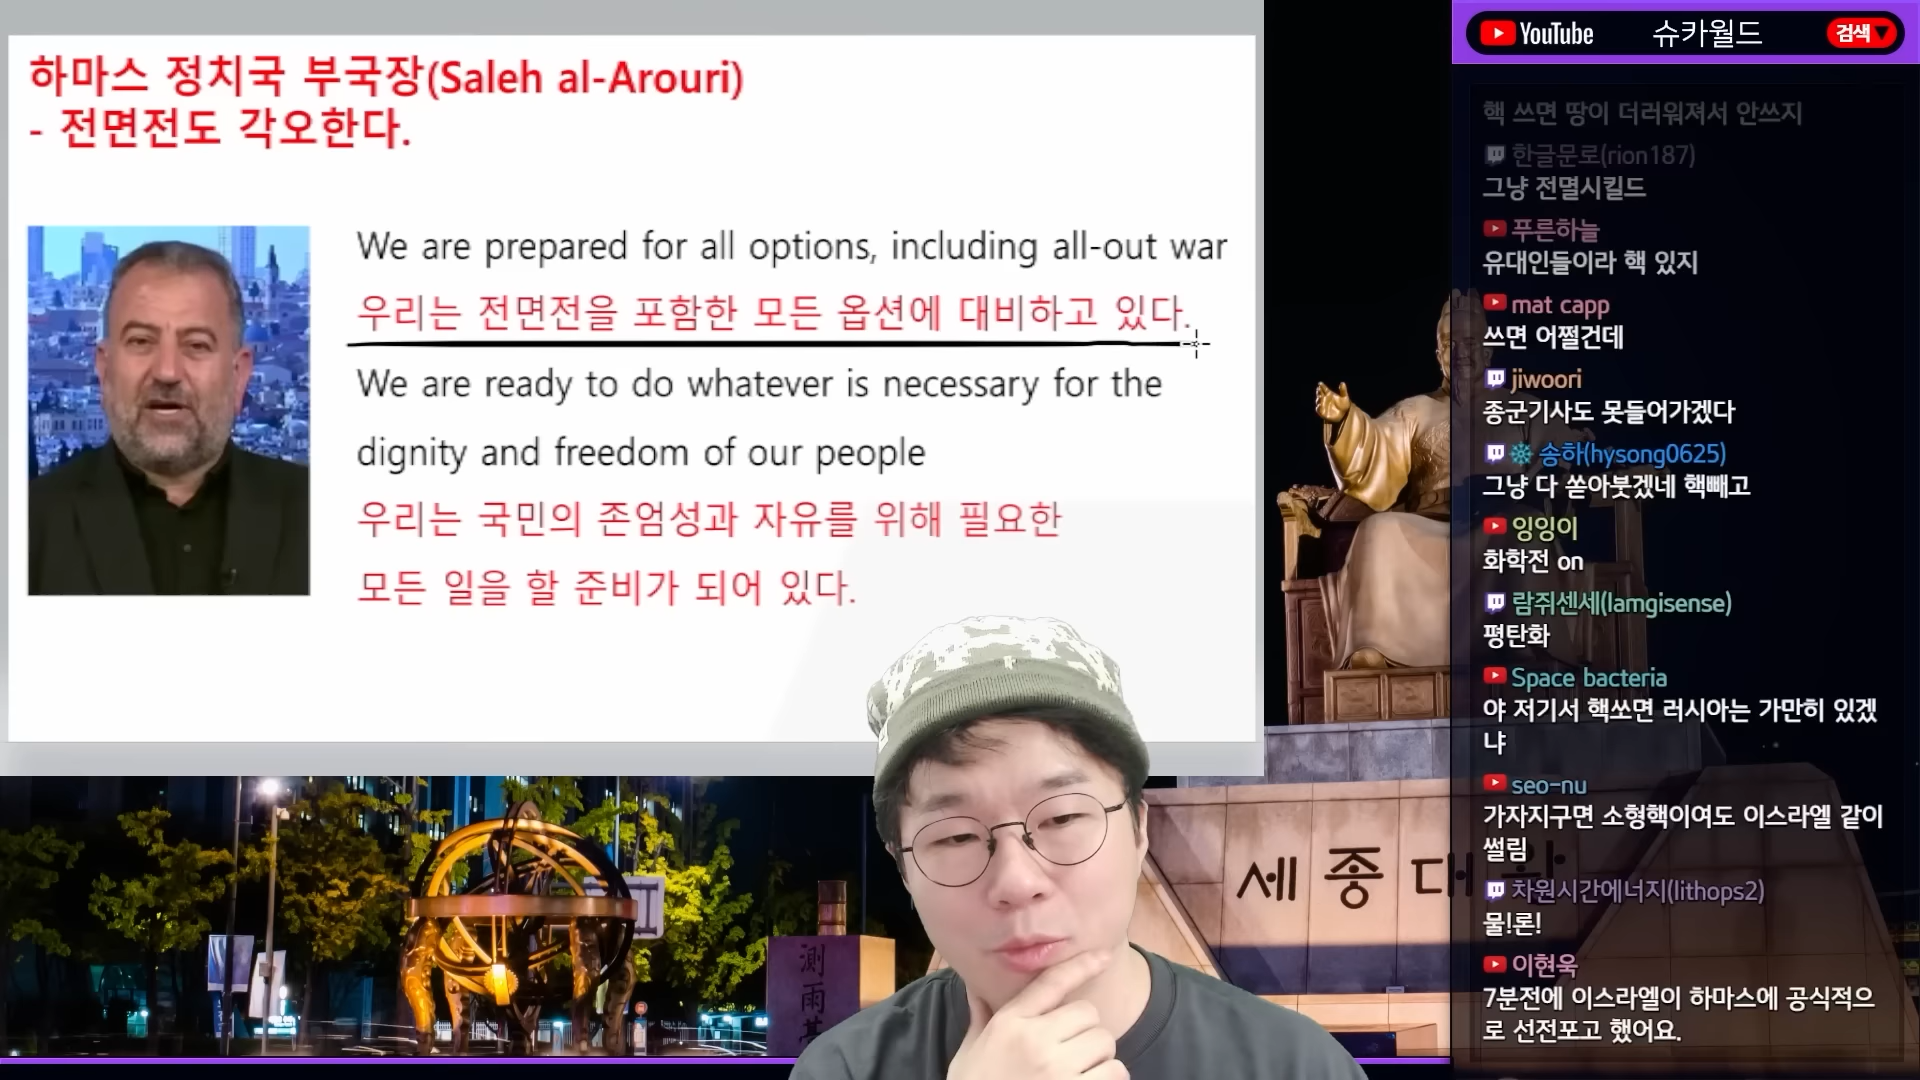 하마스 정치국 부국장(Saleh al-Arouri)
- 전면전도 각오한다.
We are prepared for all options, including all-out war
우리는 전면전을 포함한 모든 옵션에 대비하고 있다.
We are ready to do whatever is necessary for the
dignity and freedom of our people
우리는 국민의 존엄성과 자유를 위해 필요한
모든 일을 할 준비가 되어 있다.
세종대왕
測雨臺
YouTube 슈카월드 검색
핵 쓰면 땅이 더러워져서 안쓰지
한글문로(rion187)
그냥 전멸시킬드
푸른하늘
유대인들이라 핵 있지
mat capp
쓰면 어쩔건데
jiwoori
종군기사도 못들어가겠다
송하(hysong0625)
그냥 다 쏟아붓겠네 핵빼고
잉잉이
화학전 on
람쥐센세(lamgisense)
평탄화
Space bacteria
야 저기서 핵쏘면 러시아는 가만히 있겠
냐
seo-nu
가자지구면 소형핵이여도 이스라엘 같이
썰림
차원시간에너지(lithops2)
물!론!
이현욱
7분전에 이스라엘이 하마스에 공식적으
로 선전포고 했어요.